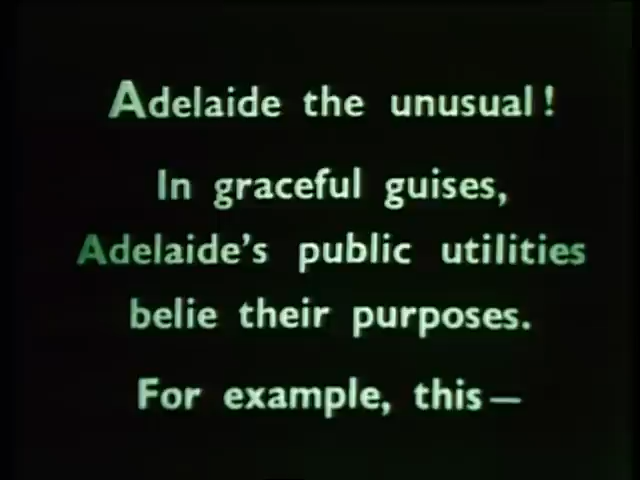 Adelaide the unusual!
In graceful guises,
Adelaide's public utilities
belie their purposes.
For example, this—